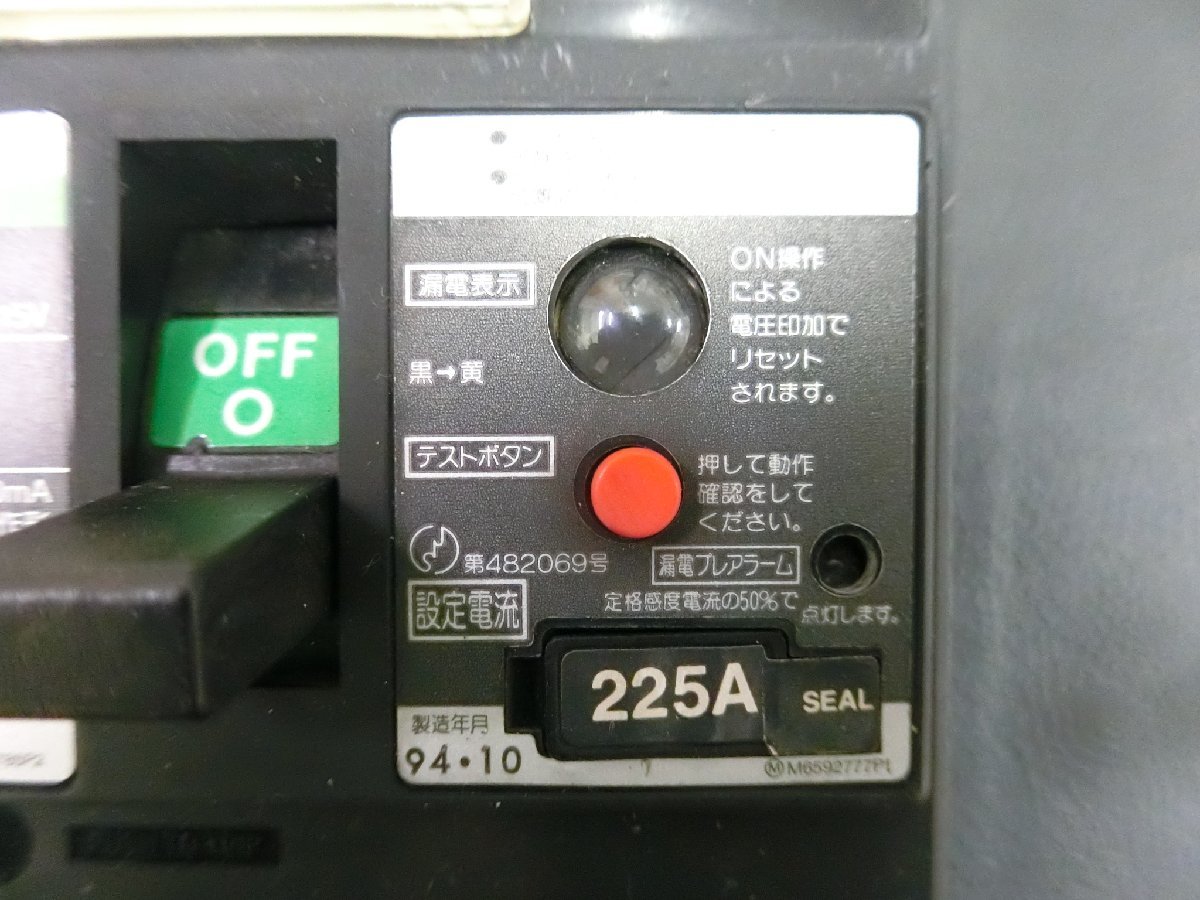 OFF
O
mA
漏電表示
ON操作
による
電圧印加で
リセット
されます。
黒→黄
テストボタン
押して動作
確認をして
ください。
第482069号
漏電プレアラーム
設定電流
定格感度電流の50%で
点灯します。
225A
SEAL
製造年月
94・10